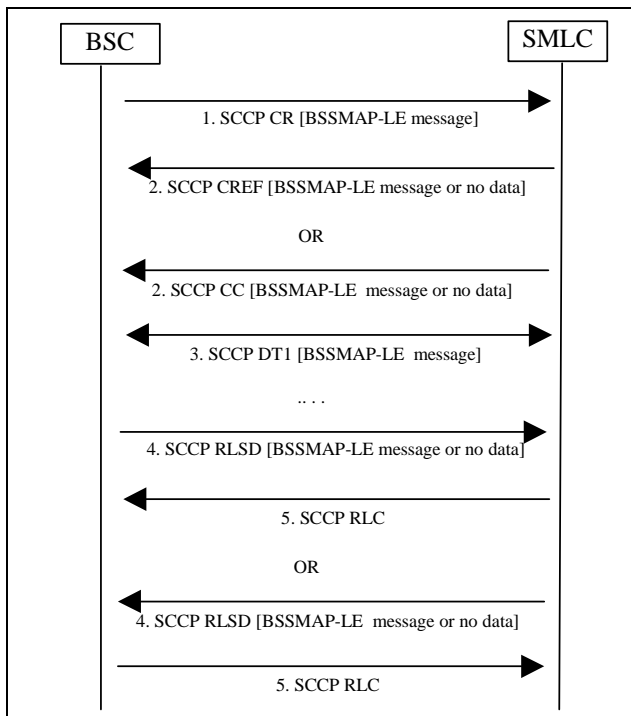 BSC
SMLC
1. SCCP CR [BSSMAP-LE message]
2. SCCP CREF [BSSMAP-LE message or no data]
OR
2. SCCP CC [BSSMAP-LE message or no data]
3. SCCP DT1 [BSSMAP-LE message]
.. . .
4. SCCP RLSD [BSSMAP-LE message or no data]
5. SCCP RLC
OR
4. SCCP RLSD [BSSMAP-LE message or no data]
5. SCCP RLC